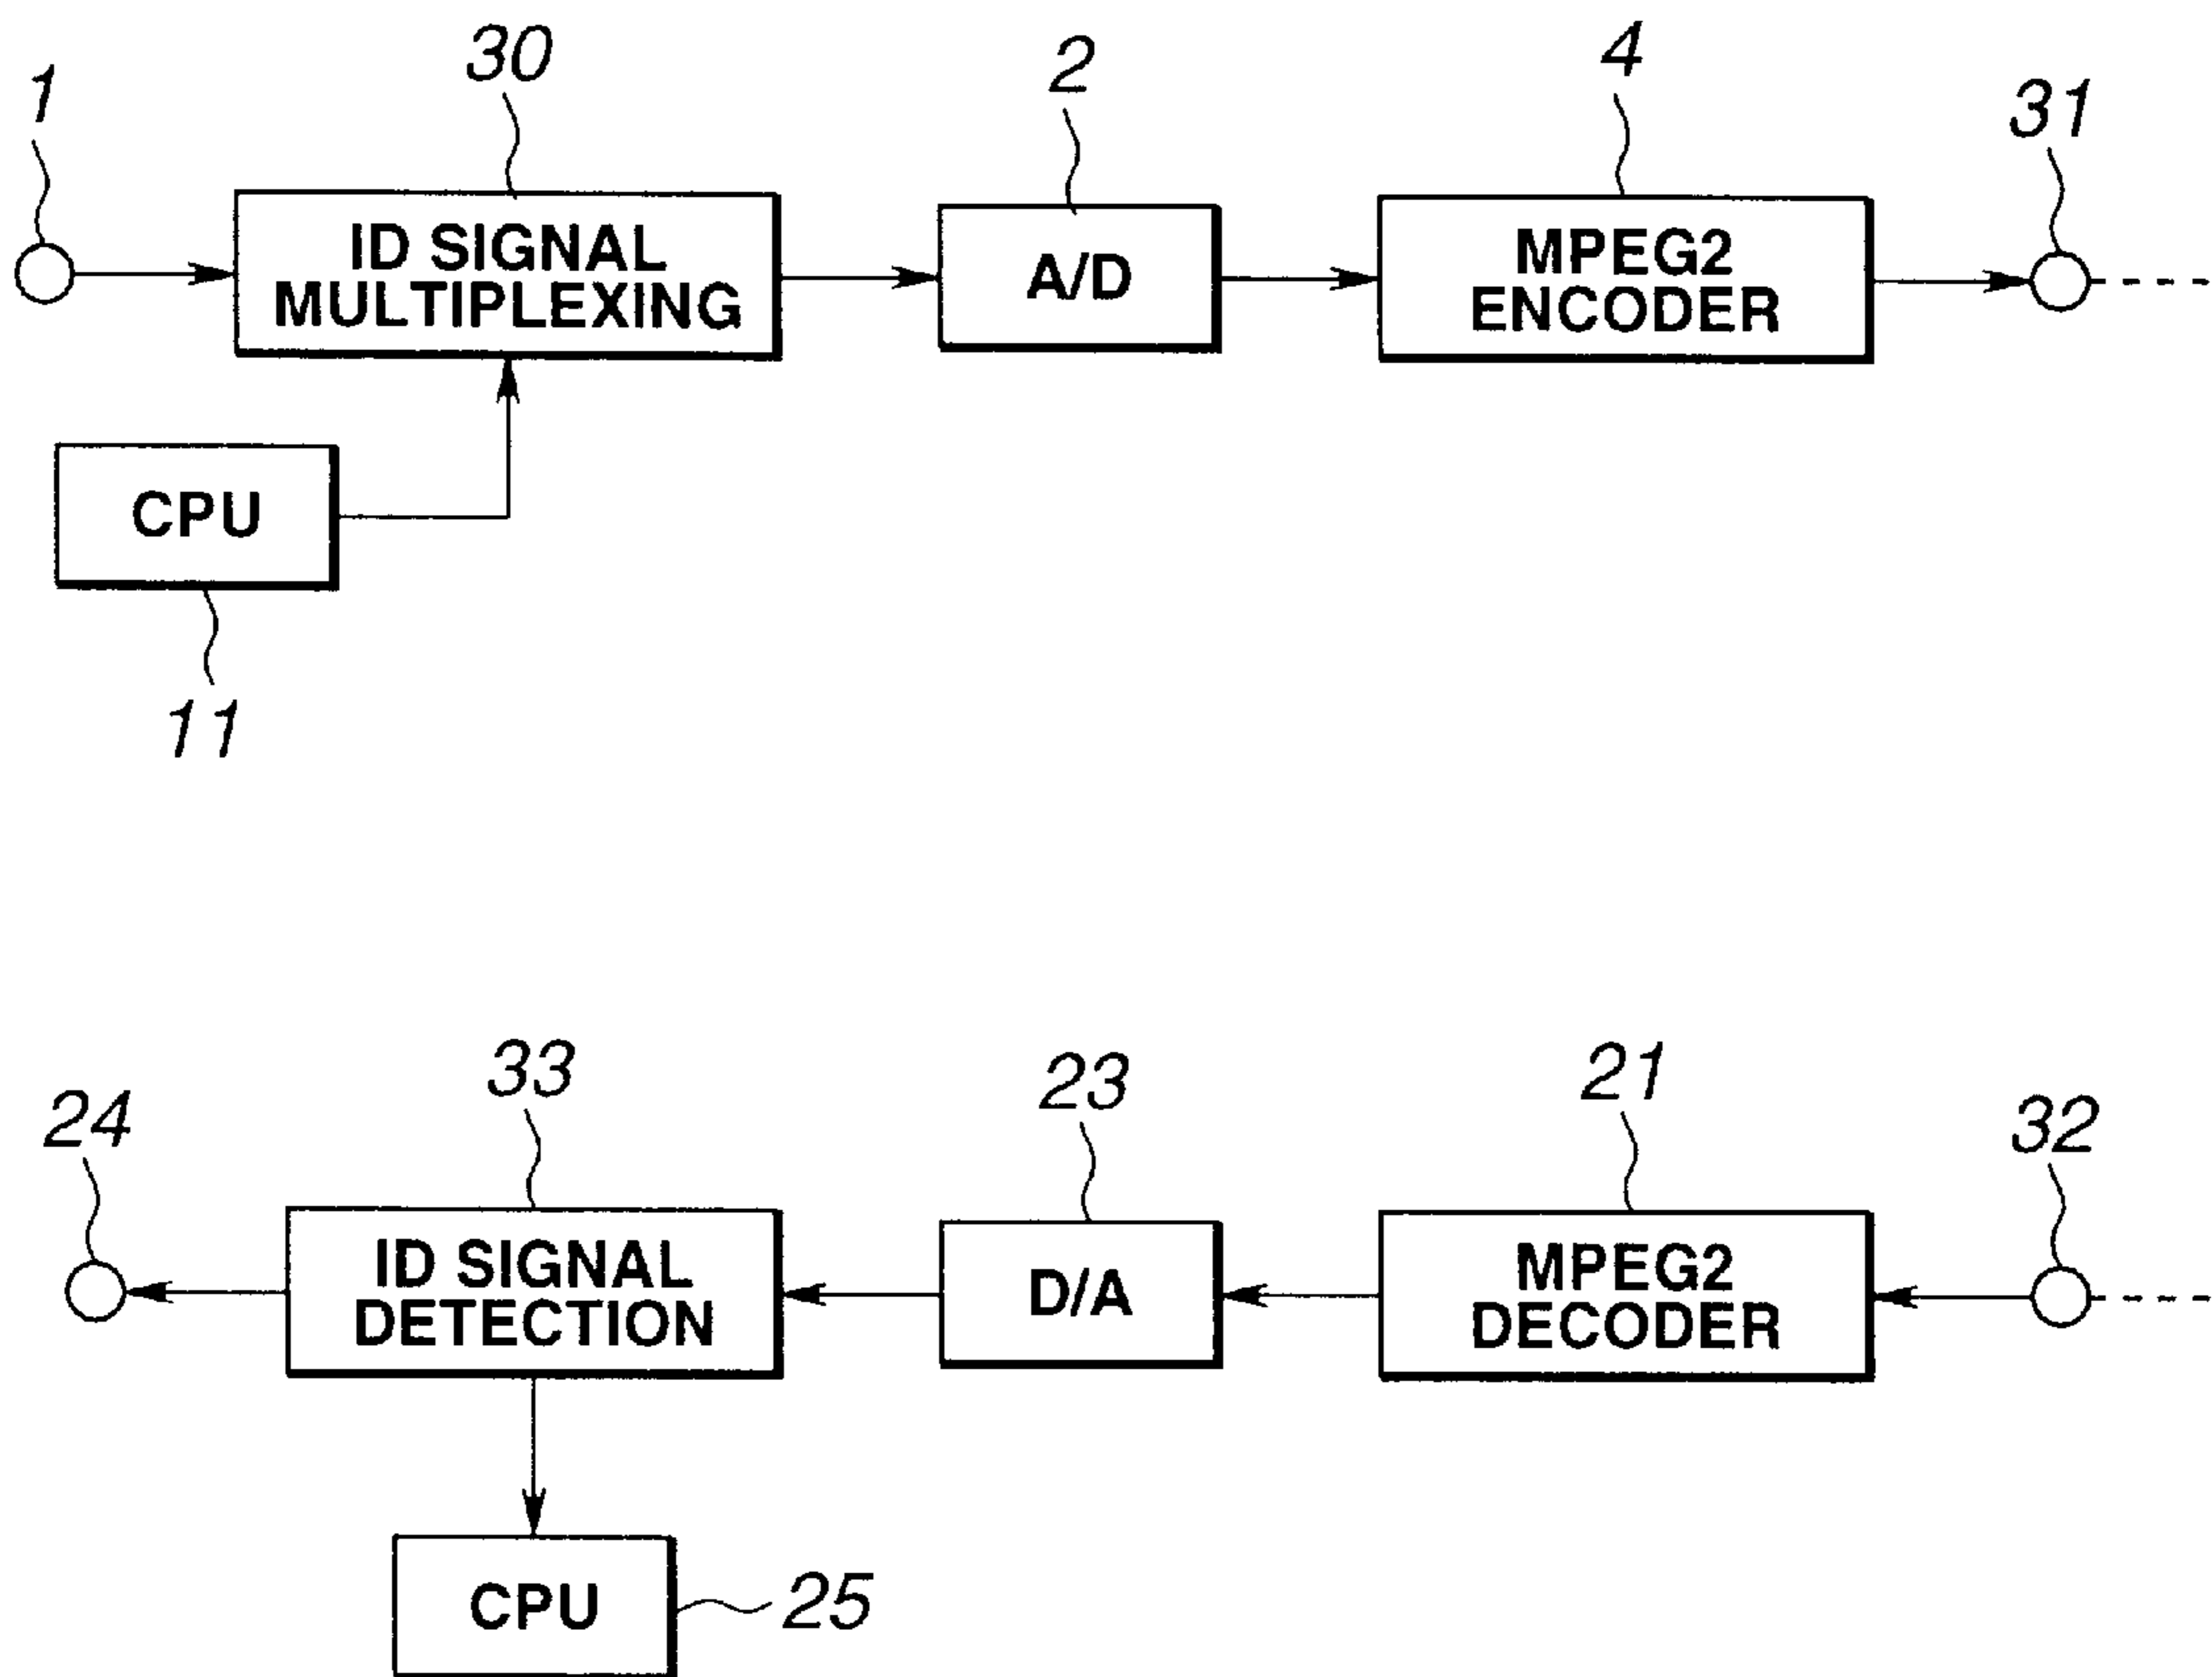 1
30
2
4
31
ID SIGNAL
MULTIPLEXING
A/D
MPEG2
ENCODER
CPU
11
24
33
23
21
32
ID SIGNAL
DETECTION
D/A
MPEG2
DECODER
CPU
25